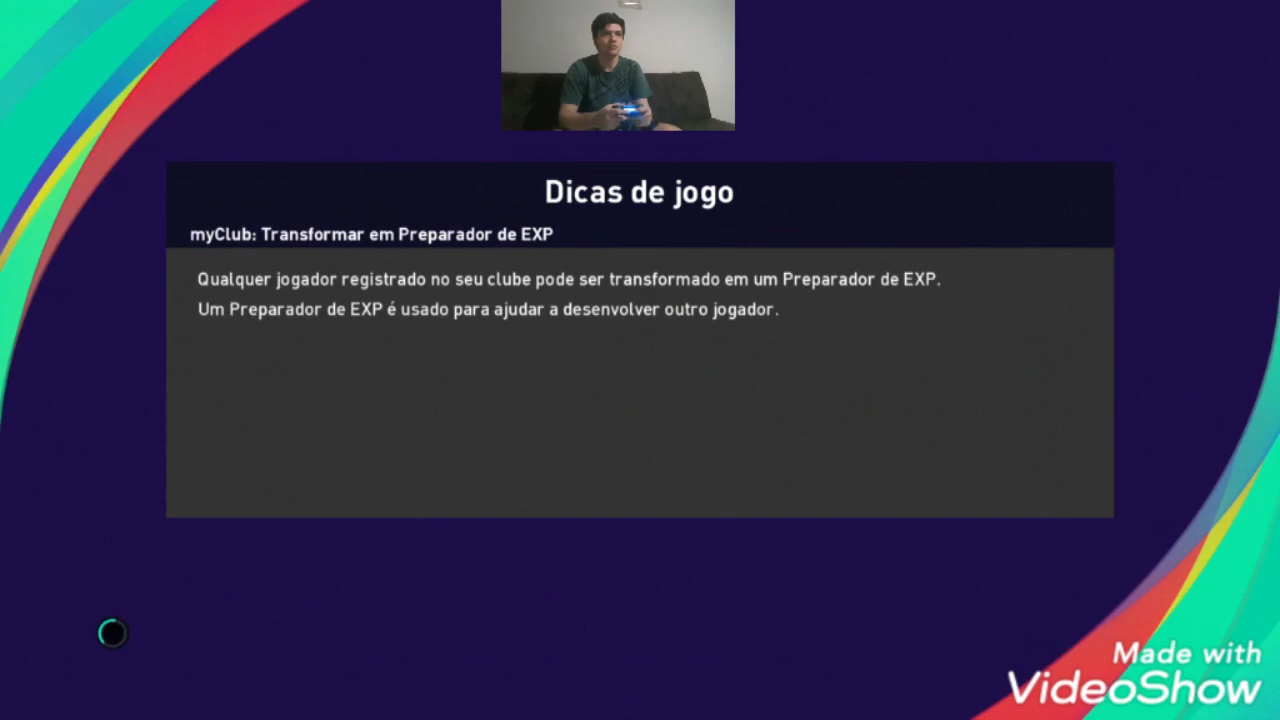 Dicas de jogo
myClub: Transformar em Preparador de EXP
Qualquer jogador registrado no seu clube pode ser transformado em um Preparador de EXP.
Um Preparador de EXP é usado para ajudar a desenvolver outro jogador.
Made with
VideoShow